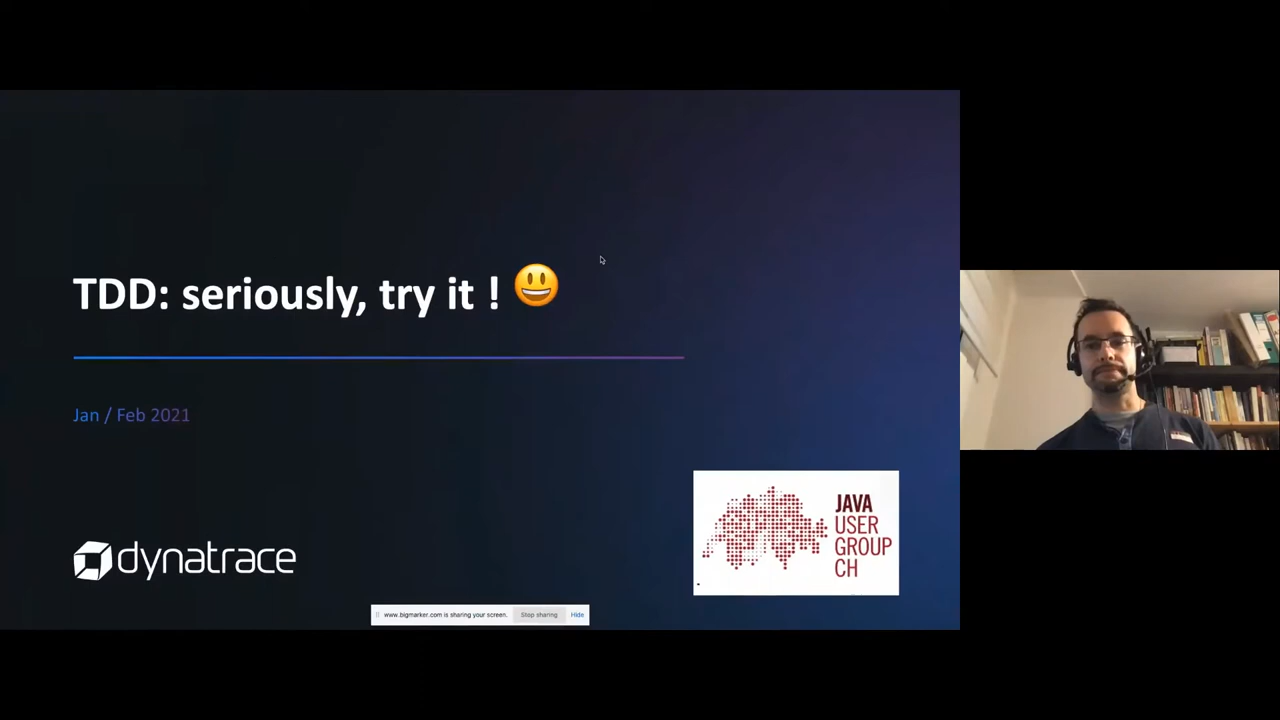 TDD: seriously, try it ! 😃
Jan / Feb 2021
dynatrace
JAVA
USER
GROUP
CH
www.bigmarker.com is sharing your screen.
Stop sharing
Hide